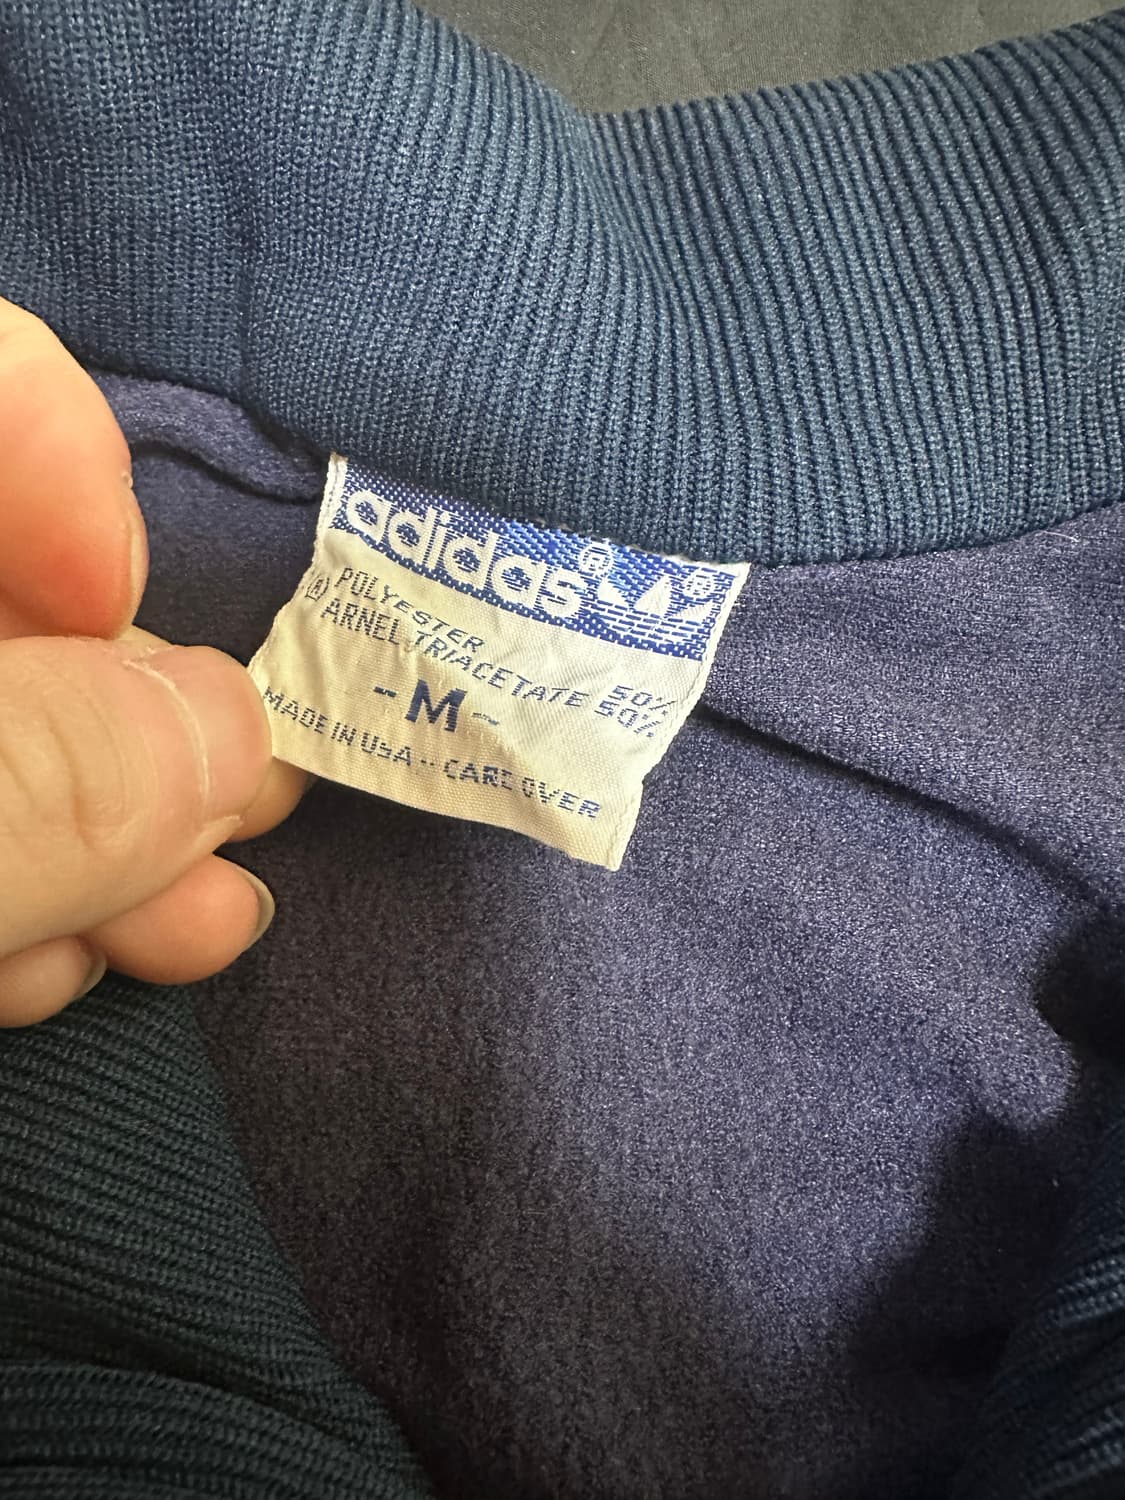 adidas® ®
POLYESTER 50%
® ARNEL TRIACETATE 50%
-M-
MADE IN USA·· CARE OVER